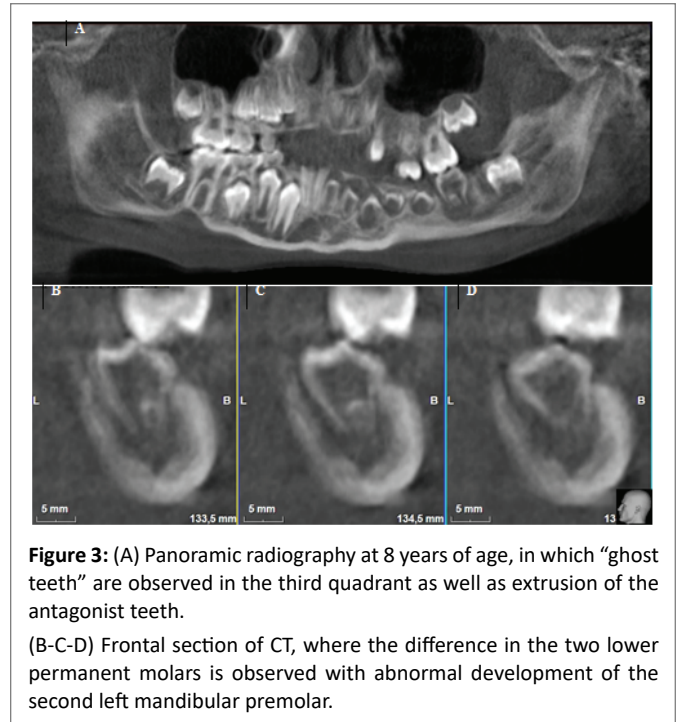 A
B
C
D
L
B
L
B
L
B
5 mm
133,5 mm
5 mm
134,5 mm
5 mm
13
Figure 3: (A) Panoramic radiography at 8 years of age, in which “ghost
teeth” are observed in the third quadrant as well as extrusion of the
antagonist teeth.
(B-C-D) Frontal section of CT, where the difference in the two lower
permanent molars is observed with abnormal development of the
second left mandibular premolar.